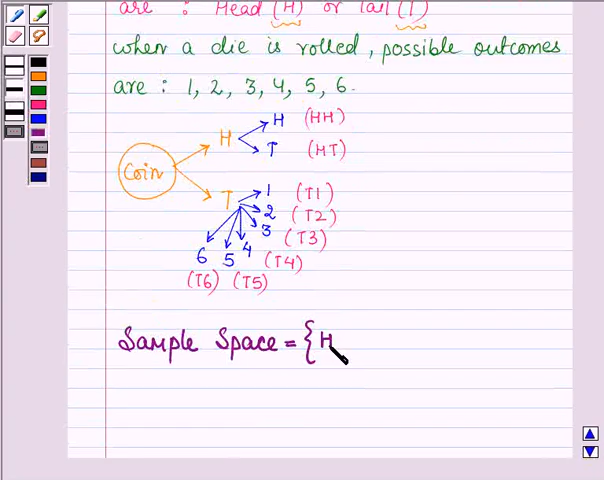 are : Head (H) or Tail (T)
when a die is rolled, possible outcomes
are : 1, 2, 3, 4, 5, 6.
H (HH)
H
T (HT)
Coin
T
1 (T1)
2 (T2)
3 (T3)
6 5 4 (T4)
(T6) (T5)
Sample Space = { H